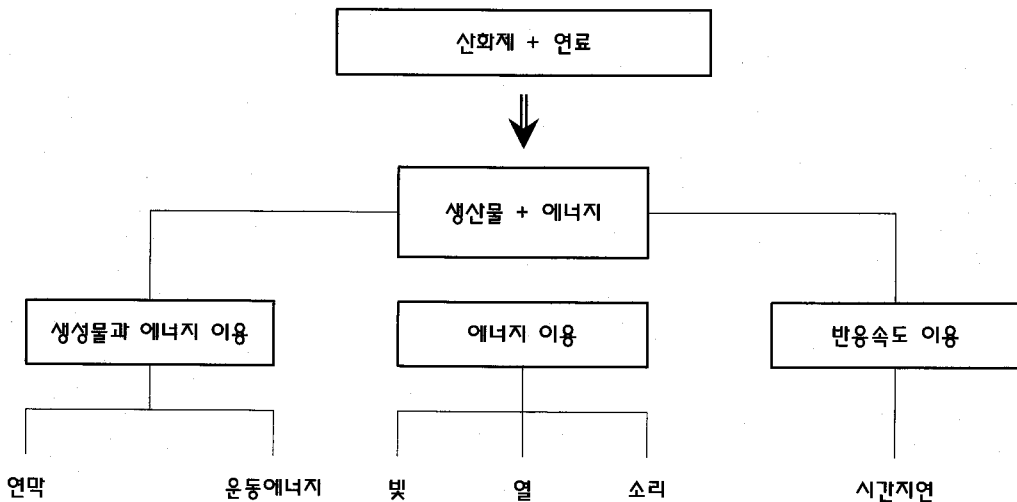 산화제 + 연료
생산물 + 에너지
생성물과 에너지 이용
에너지 이용
반응속도 이용
연막
운동에너지
빛
열
소리
시간지연